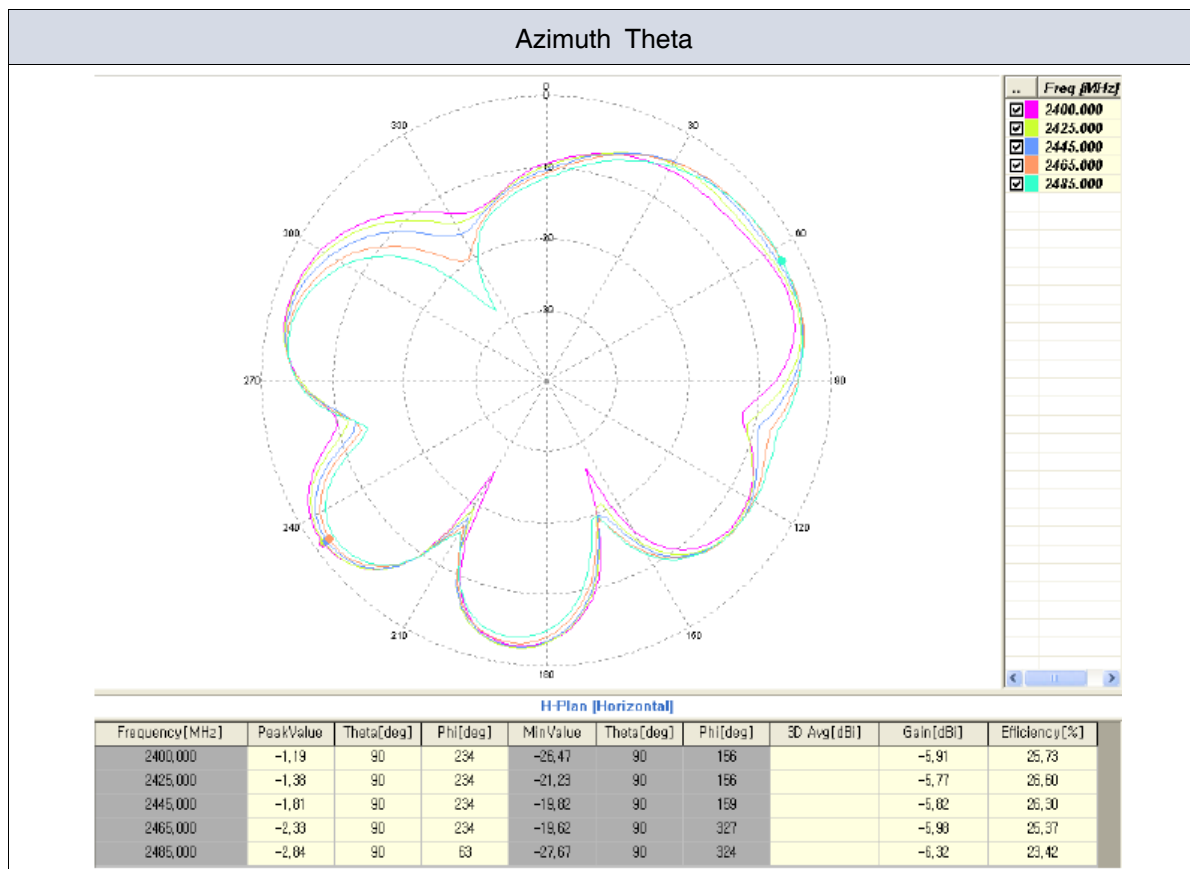 Azimuth Theta
.. Freq [MHz]
2400.000
2425.000
2445.000
2465.000
2485.000
0
0
330 30
300 60
270 90
240 120
210 150
180
-10
-20
-30
H-Plan [Horizontal]
Frequency[MHz] PeakValue Theta[deg] Phi[deg] MinValue Theta[deg] Phi[deg] 3D Avg[dBi] Gain[dBi] Efficiency[%]
2400,000 -1,19 90 234 -26,47 90 156 -5,91 25,73
2425,000 -1,38 90 234 -21,23 90 156 -5,77 26,60
2445,000 -1,81 90 234 -19,82 90 159 -5,82 26,30
2465,000 -2,33 90 234 -19,62 90 327 -5,98 25,37
2485,000 -2,84 90 63 -27,67 90 324 -6,32 23,42